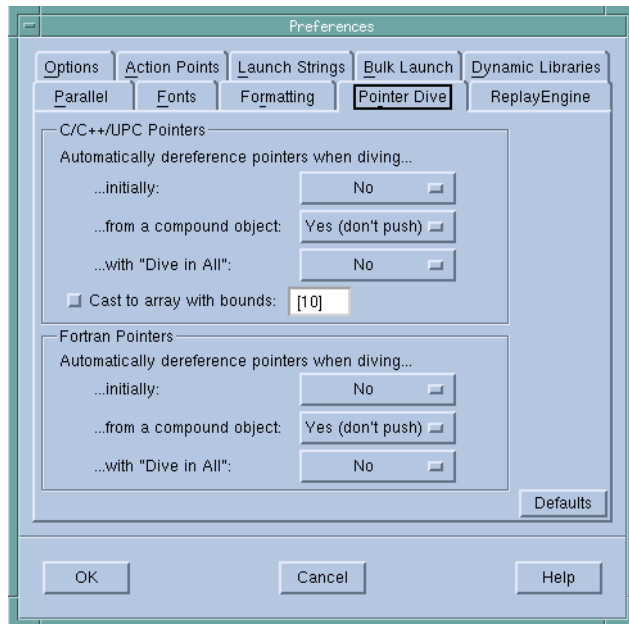 Preferences
Options Action Points Launch Strings Bulk Launch Dynamic Libraries
Parallel Fonts Formatting Pointer Dive ReplayEngine
C/C++/UPC Pointers
Automatically dereference pointers when diving...
...initially: No
...from a compound object: Yes (don't push)
...with "Dive in All": No
Cast to array with bounds: [10]
Fortran Pointers
Automatically dereference pointers when diving...
...initially: No
...from a compound object: Yes (don't push)
...with "Dive in All": No
Defaults
OK Cancel Help